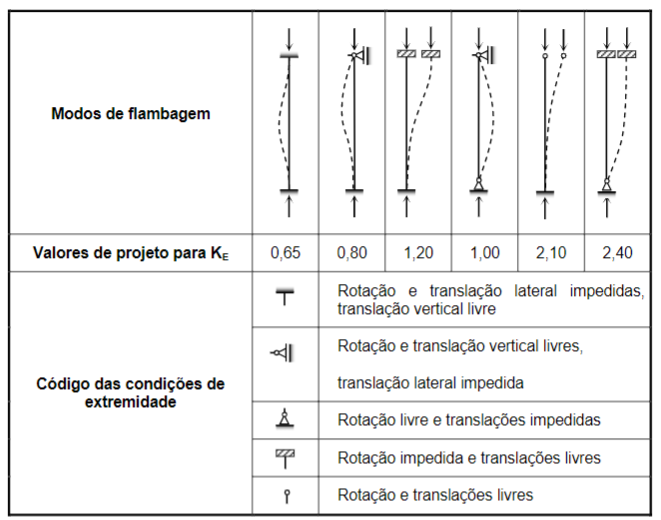 Modos de flambagem
Valores de projeto para KE
0,65
0,80
1,20
1,00
2,10
2,40
Código das condições de
extremidade
Rotação e translação lateral impedidas,
translação vertical livre
Rotação e translação vertical livres,
translação lateral impedida
Rotação livre e translações impedidas
Rotação impedida e translações livres
Rotação e translações livres